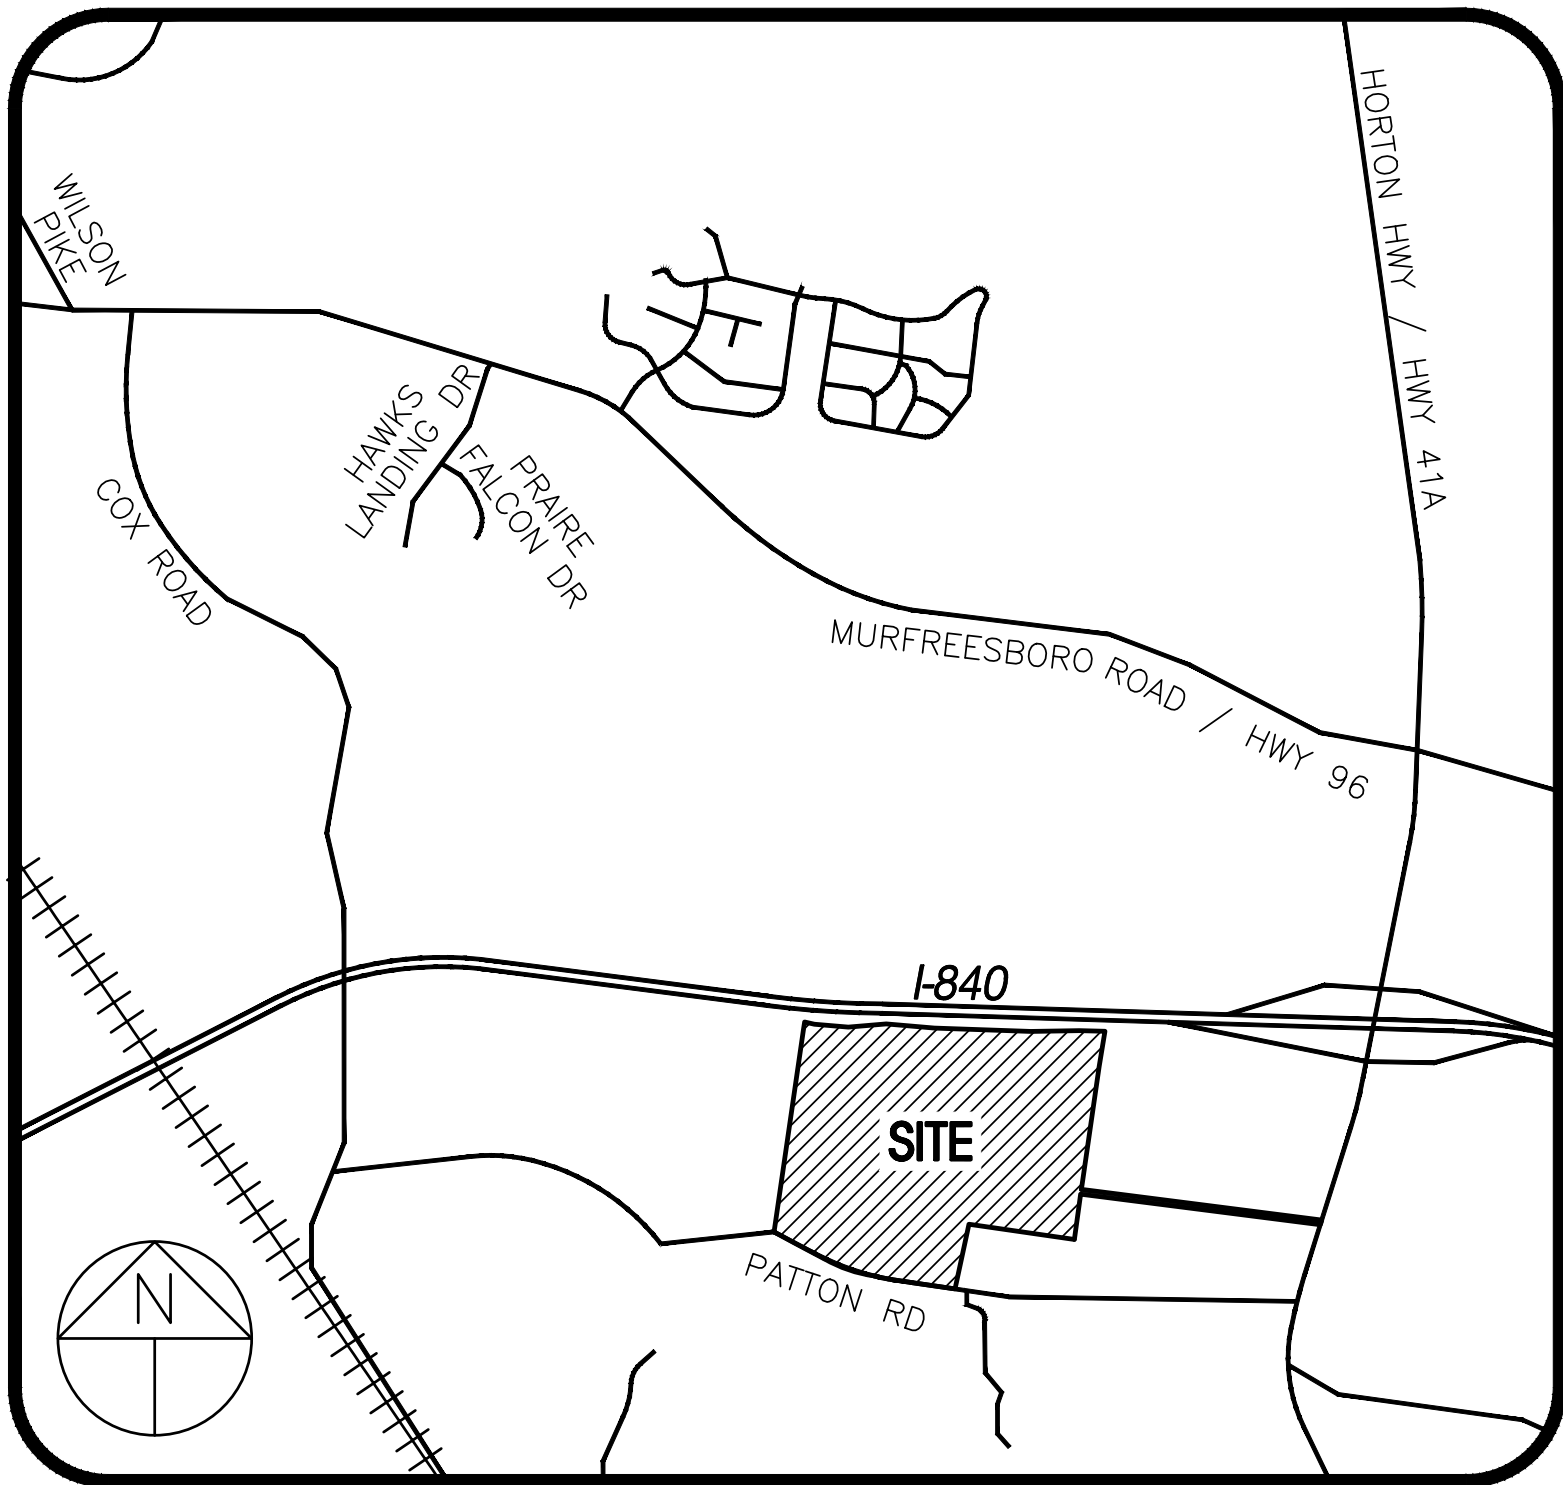 HORTON HWY / HWY 41A
WILSON
PIKE
HAWKS
LANDING DR
PRAIRE
FALCON DR
COX ROAD
MURFREESBORO ROAD / HWY 96
I-840
SITE
PATTON RD
N